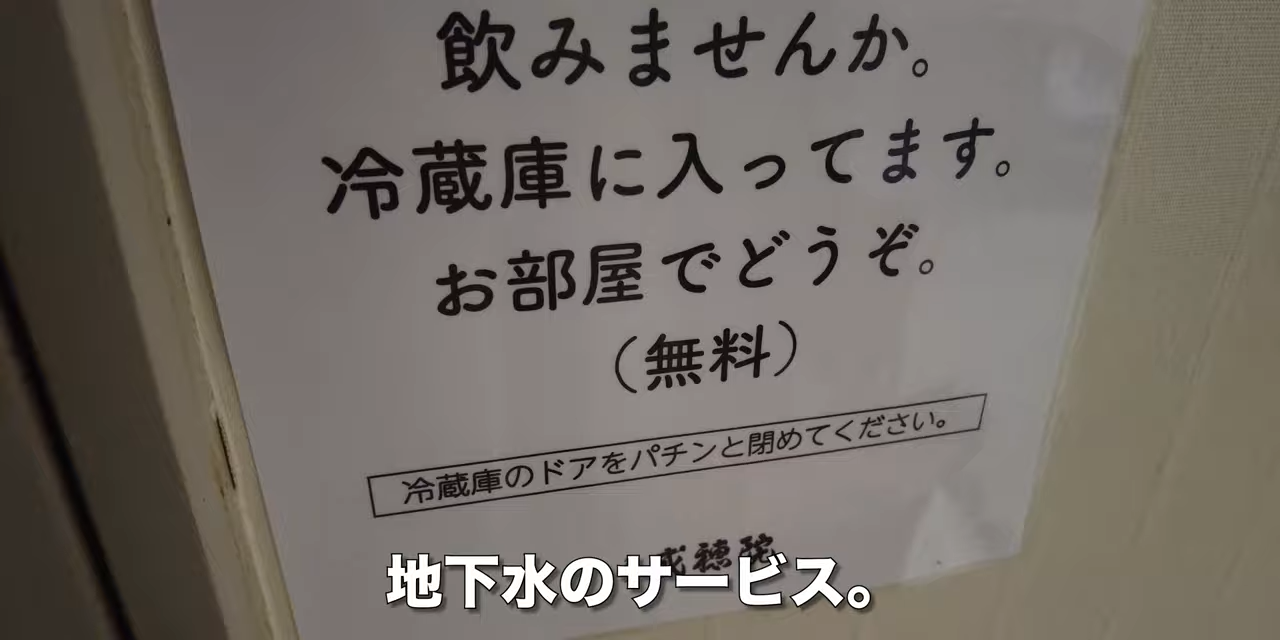 飲みませんか。
冷蔵庫に入ってます。
お部屋でどうぞ。
（無料）
冷蔵庫のドアをパチンと閉めてください。
地下水のサービス。